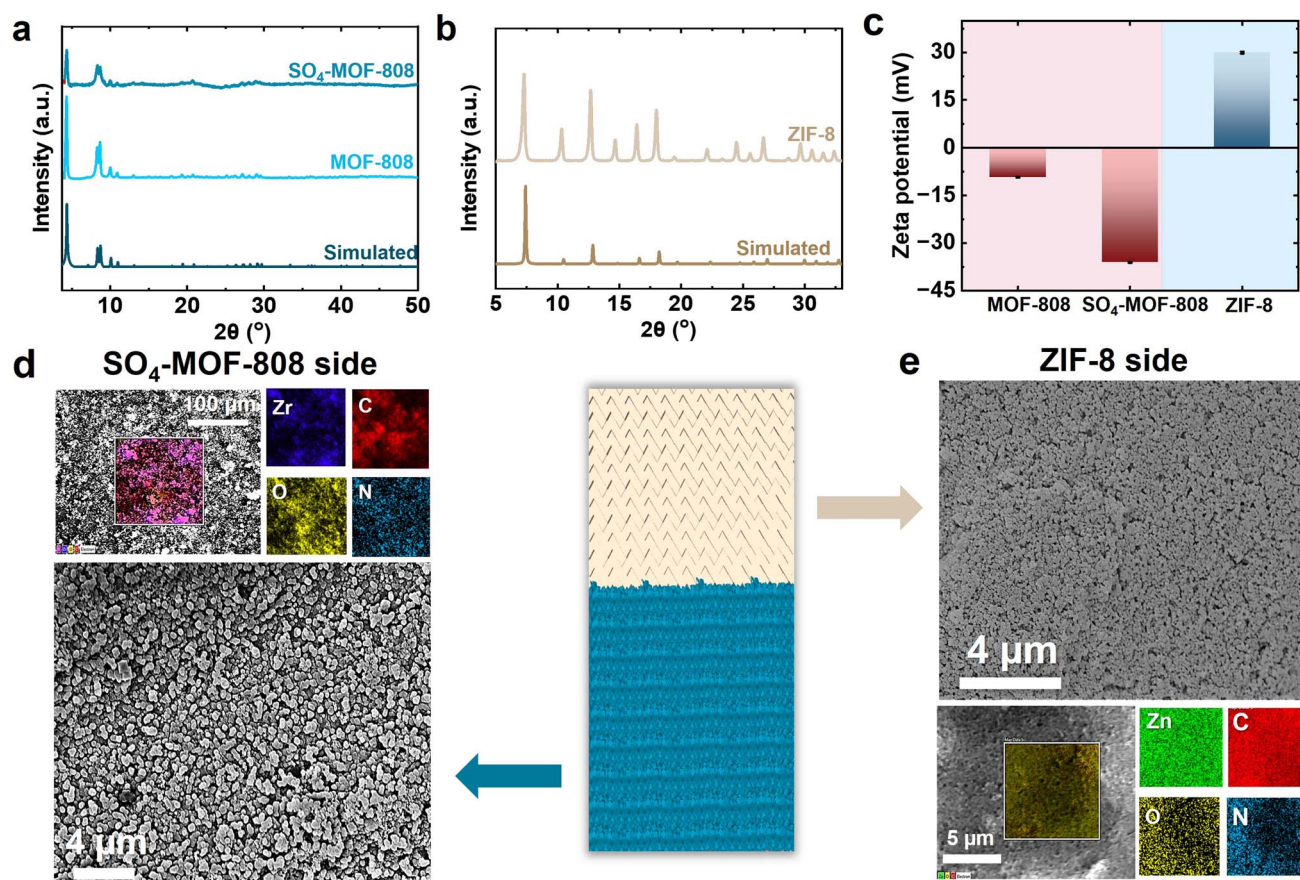 a
SO₄-MOF-808
MOF-808
Simulated
Intensity (a.u.)
10 20 30 40 50
2θ (°)
b
ZIF-8
Simulated
Intensity (a.u.)
5 10 15 20 25 30
2θ (°)
c
Zeta potential (mV)
30
15
0
−15
−30
−45
MOF-808 SO₄-MOF-808 ZIF-8
d
SO₄-MOF-808 side
100 μm
Zr
C
O
N
4 μm
e
ZIF-8 side
4 μm
5 μm
Zn
C
O
N